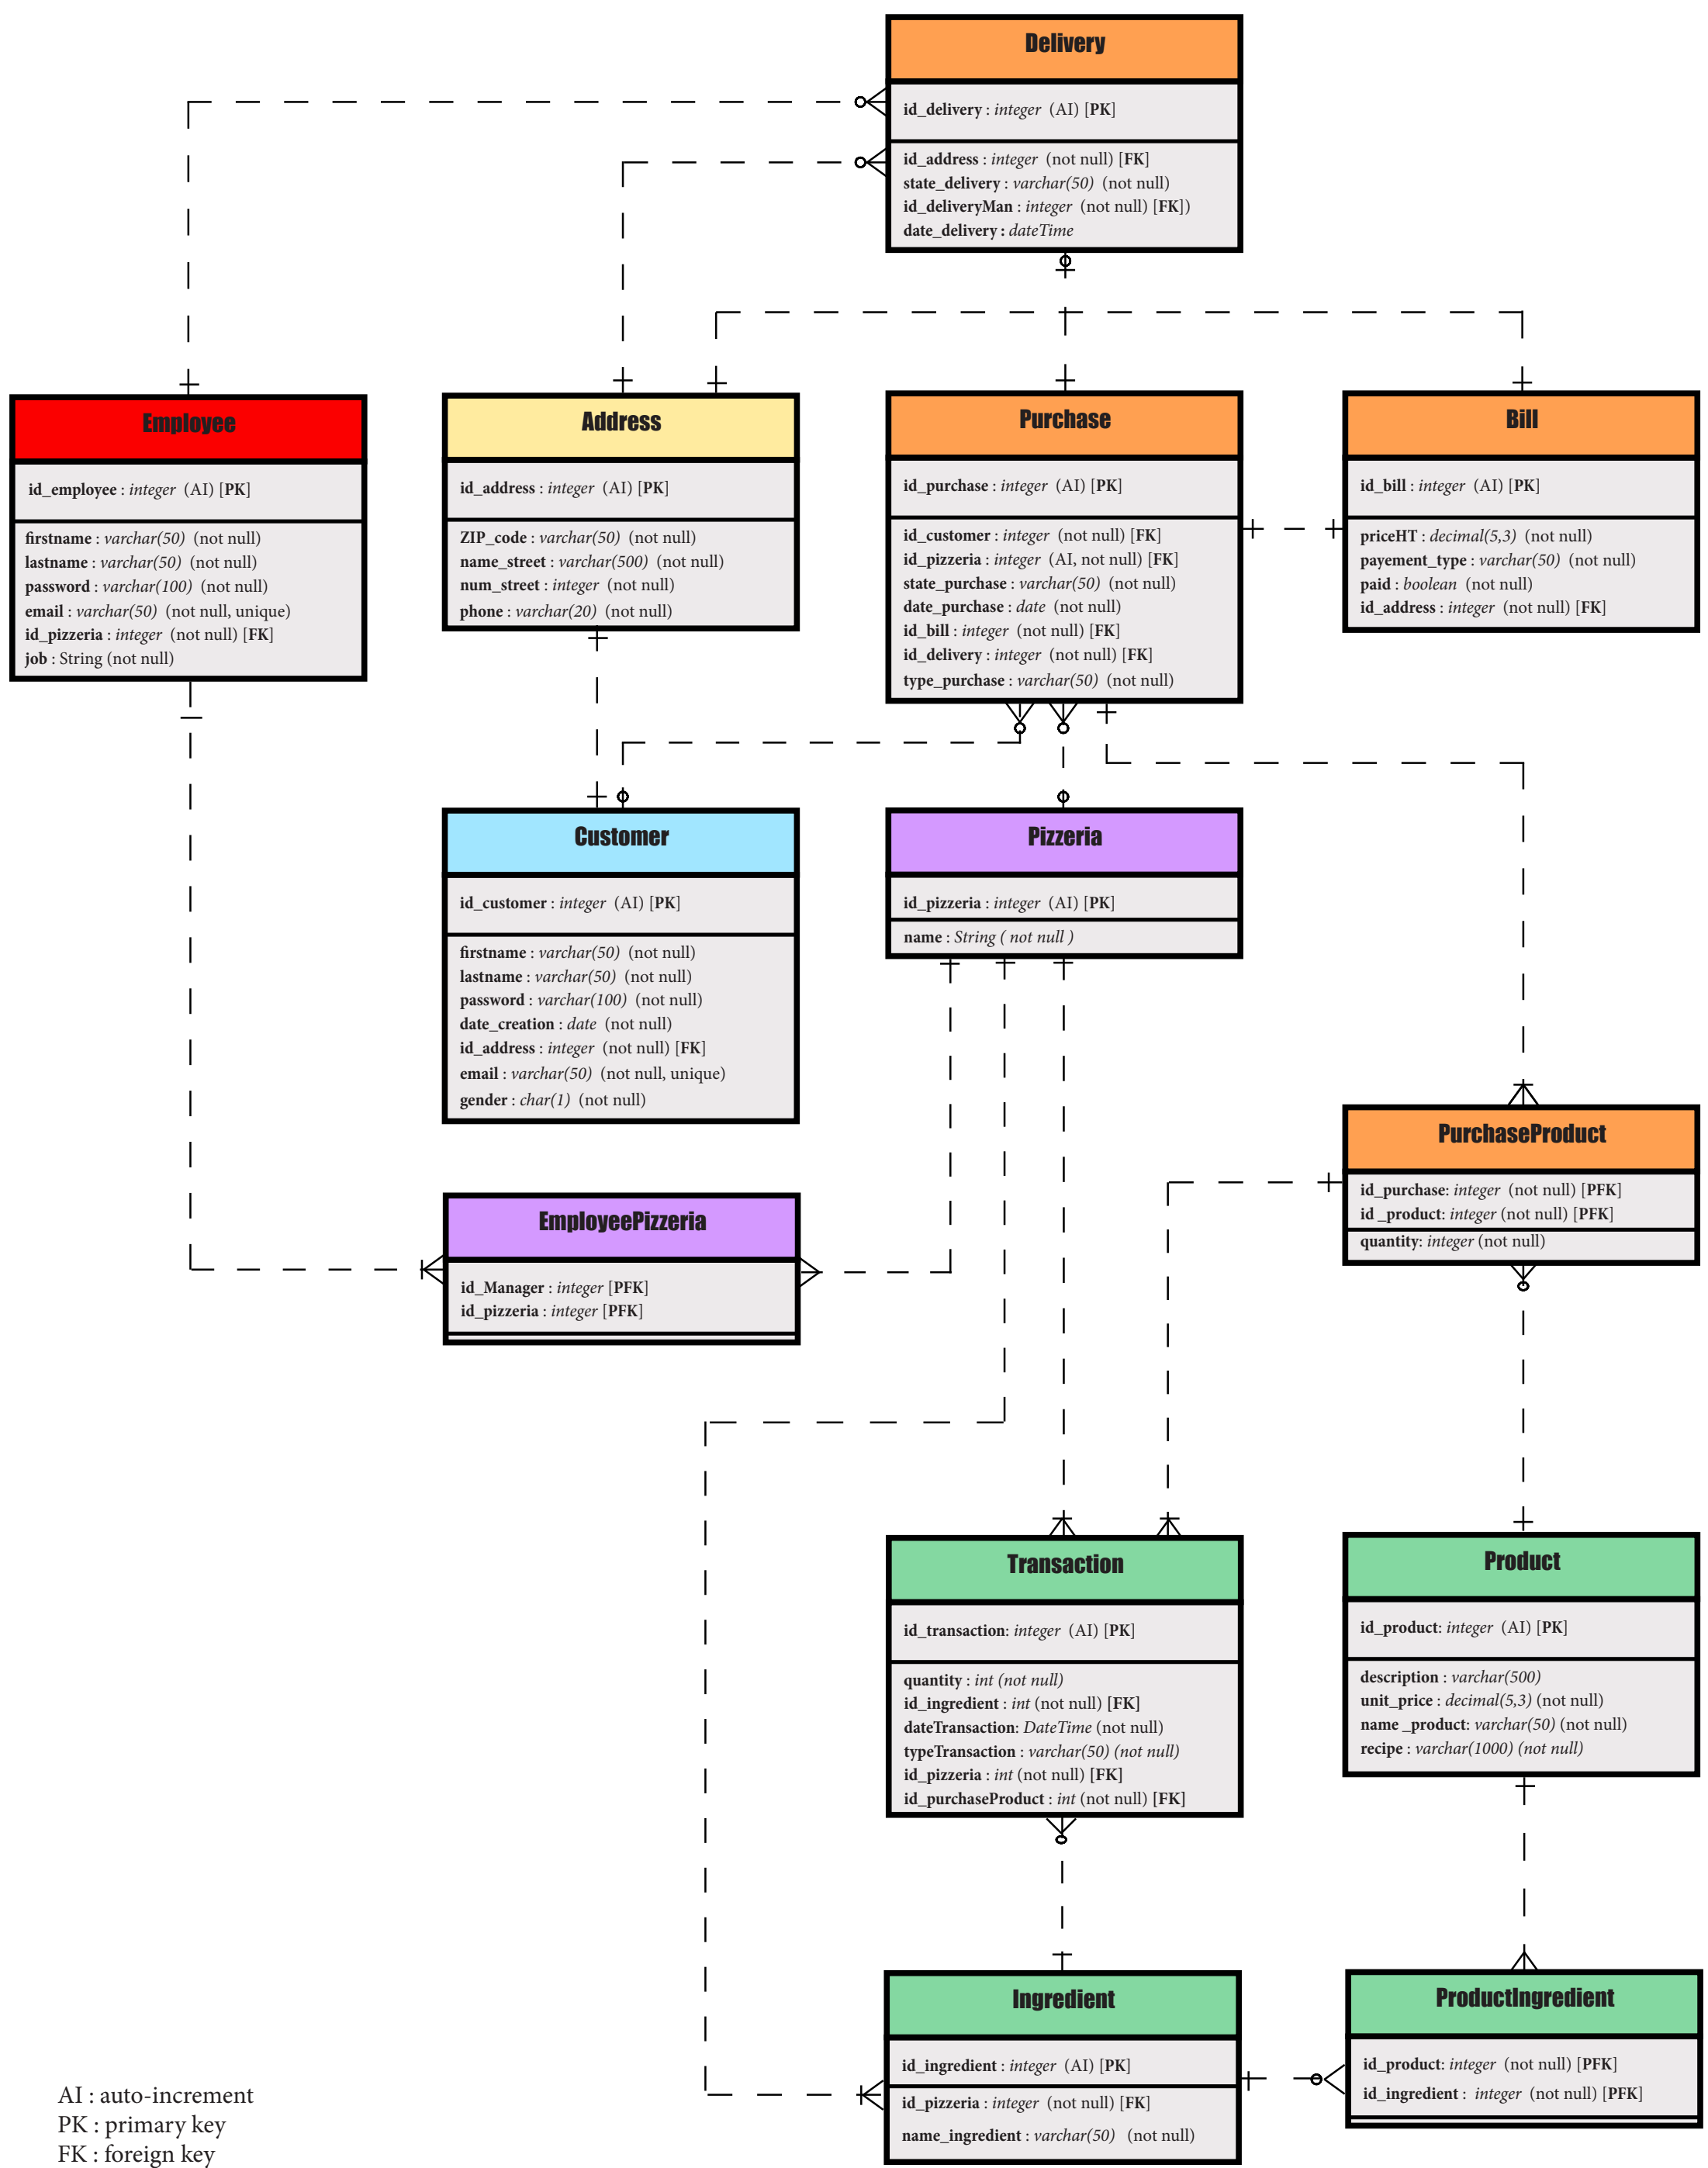 Delivery
id_delivery : integer (AI) [PK]
id_address : integer (not null) [FK]
state_delivery : varchar(50) (not null)
id_deliveryMan : integer (not null) [FK])
date_delivery : dateTime
Employee
id_employee : integer (AI) [PK]
firstname : varchar(50) (not null)
lastname : varchar(50) (not null)
password : varchar(100) (not null)
email : varchar(50) (not null, unique)
id_pizzeria : integer (not null) [FK]
job : String (not null)
Address
id_address : integer (AI) [PK]
ZIP_code : varchar(50) (not null)
name_street : varchar(500) (not null)
num_street : integer (not null)
phone : varchar(20) (not null)
Purchase
id_purchase : integer (AI) [PK]
id_customer : integer (not null) [FK]
id_pizzeria : integer (AI, not null) [FK]
state_purchase : varchar(50) (not null)
date_purchase : date (not null)
id_bill : integer (not null) [FK]
id_delivery : integer (not null) [FK]
type_purchase : varchar(50) (not null)
Bill
id_bill : integer (AI) [PK]
priceHT : decimal(5,3) (not null)
payement_type : varchar(50) (not null)
paid : boolean (not null)
id_address : integer (not null) [FK]
Customer
id_customer : integer (AI) [PK]
firstname : varchar(50) (not null)
lastname : varchar(50) (not null)
password : varchar(100) (not null)
date_creation : date (not null)
id_address : integer (not null) [FK]
email : varchar(50) (not null, unique)
gender : char(1) (not null)
Pizzeria
id_pizzeria : integer (AI) [PK]
name : String ( not null )
PurchaseProduct
id_purchase: integer (not null) [PFK]
id _product: integer (not null) [PFK]
quantity: integer (not null)
EmployeePizzeria
id_Manager : integer [PFK]
id_pizzeria : integer [PFK]
Transaction
id_transaction: integer (AI) [PK]
quantity : int (not null)
id_ingredient : int (not null) [FK]
dateTransaction: DateTime (not null)
typeTransaction : varchar(50) (not null)
id_pizzeria : int (not null) [FK]
id_purchaseProduct : int (not null) [FK]
Product
id_product: integer (AI) [PK]
description : varchar(500)
unit_price : decimal(5,3) (not null)
name _product: varchar(50) (not null)
recipe : varchar(1000) (not null)
Ingredient
id_ingredient : integer (AI) [PK]
id_pizzeria : integer (not null) [FK]
name_ingredient : varchar(50) (not null)
ProductIngredient
id_product: integer (not null) [PFK]
id_ingredient : integer (not null) [PFK]
AI : auto-increment
PK : primary key
FK : foreign key